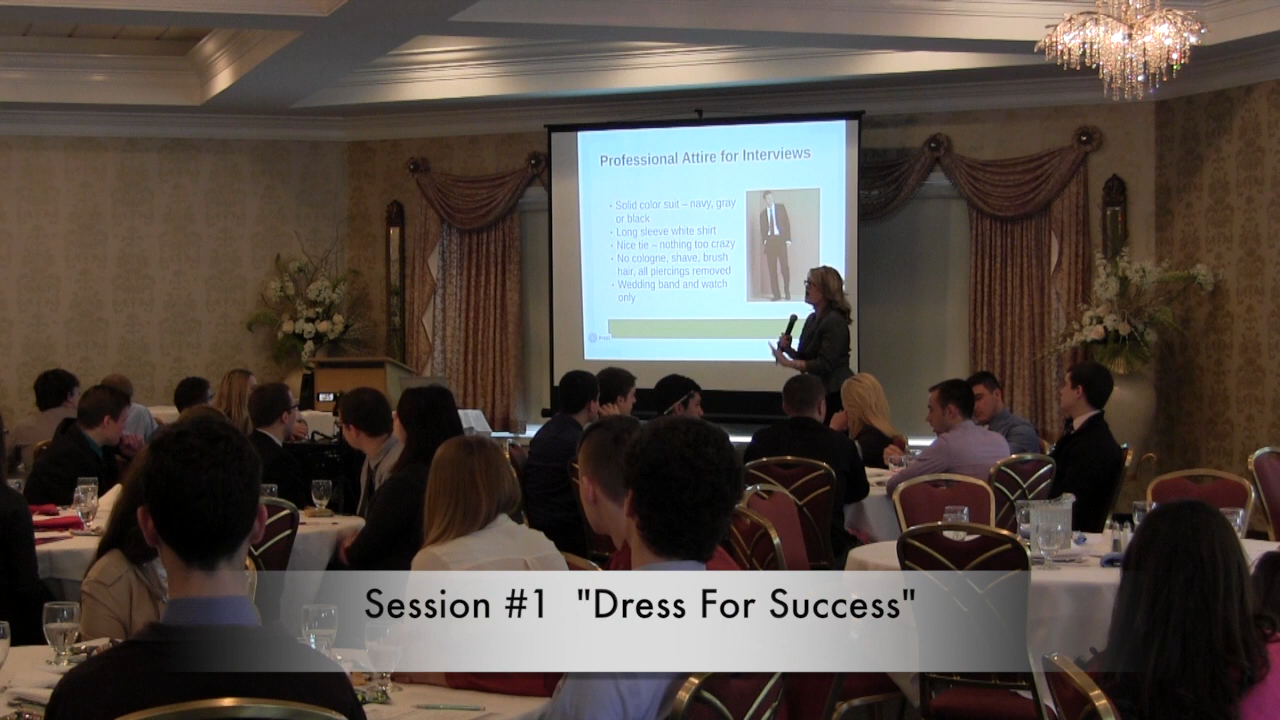 Professional Attire for Interviews
• Solid color suit – navy, gray
or black
• Long sleeve white shirt
• Nice tie – nothing too crazy
• No cologne, shave, brush
hair, all piercings removed
• Wedding band and watch
only
Session #1 "Dress For Success"